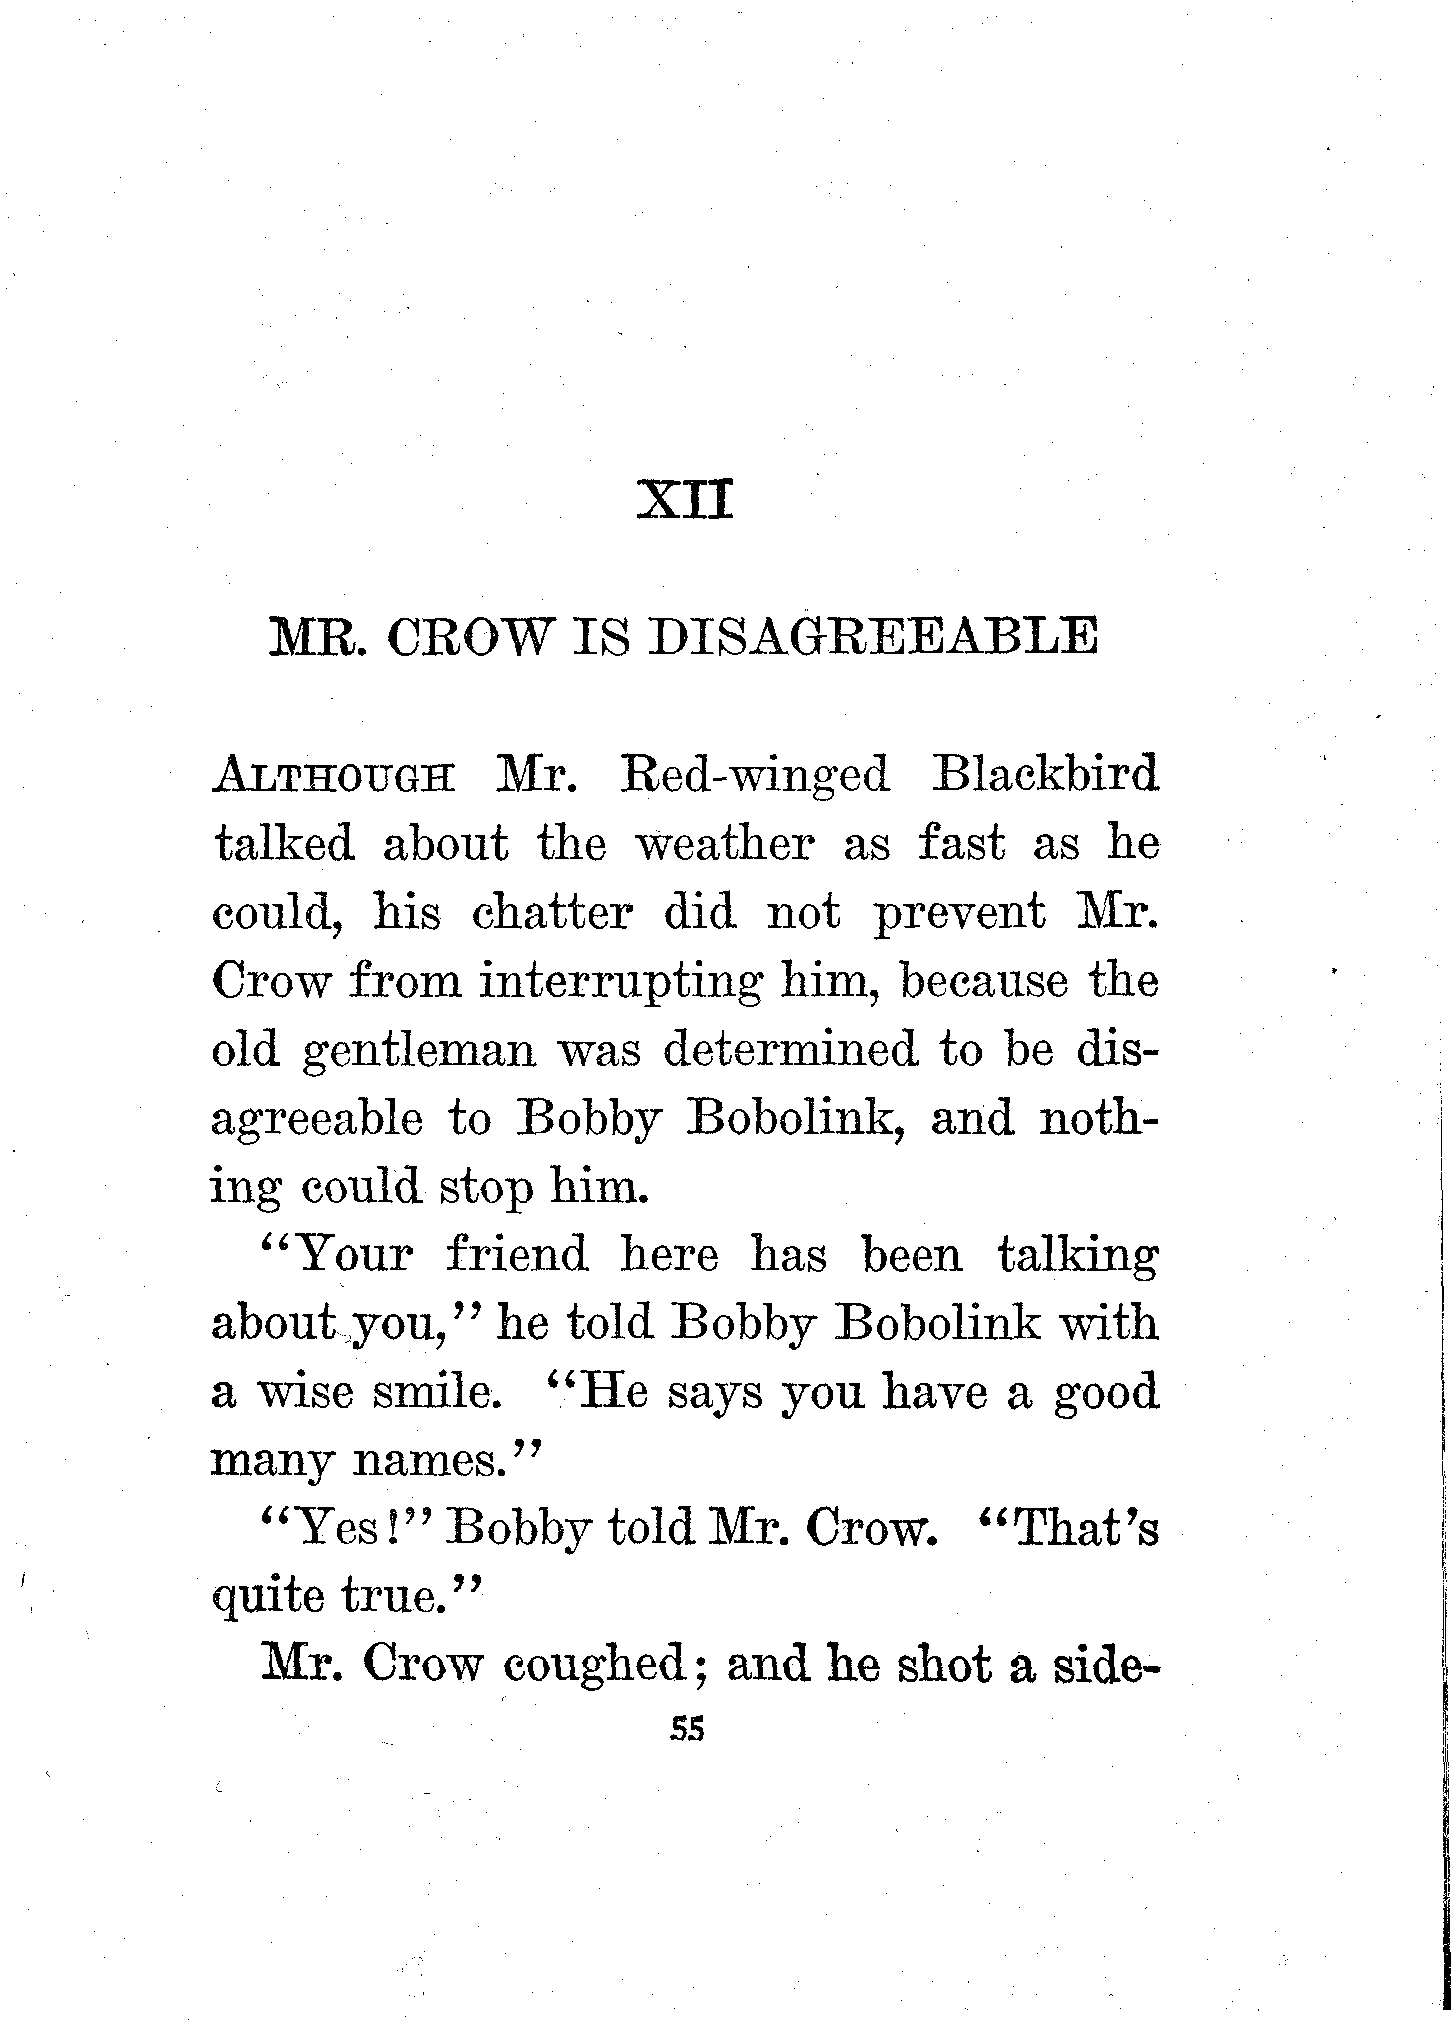 XII
MR. CROW IS DISAGREEABLE
ALTHOUGH Mr. Red-winged Blackbird
talked about the weather as fast as he
could, his chatter did not prevent Mr.
Crow from interrupting him, because the
old gentleman was determined to be dis-
agreeable to Bobby Bobolink, and noth-
ing could stop him.
"Your friend here has been talking
about you," he told Bobby Bobolink with
a wise smile. "He says you have a good
many names."
"Yes!" Bobby told Mr. Crow. "That's
quite true."
Mr. Crow coughed; and he shot a side-
55